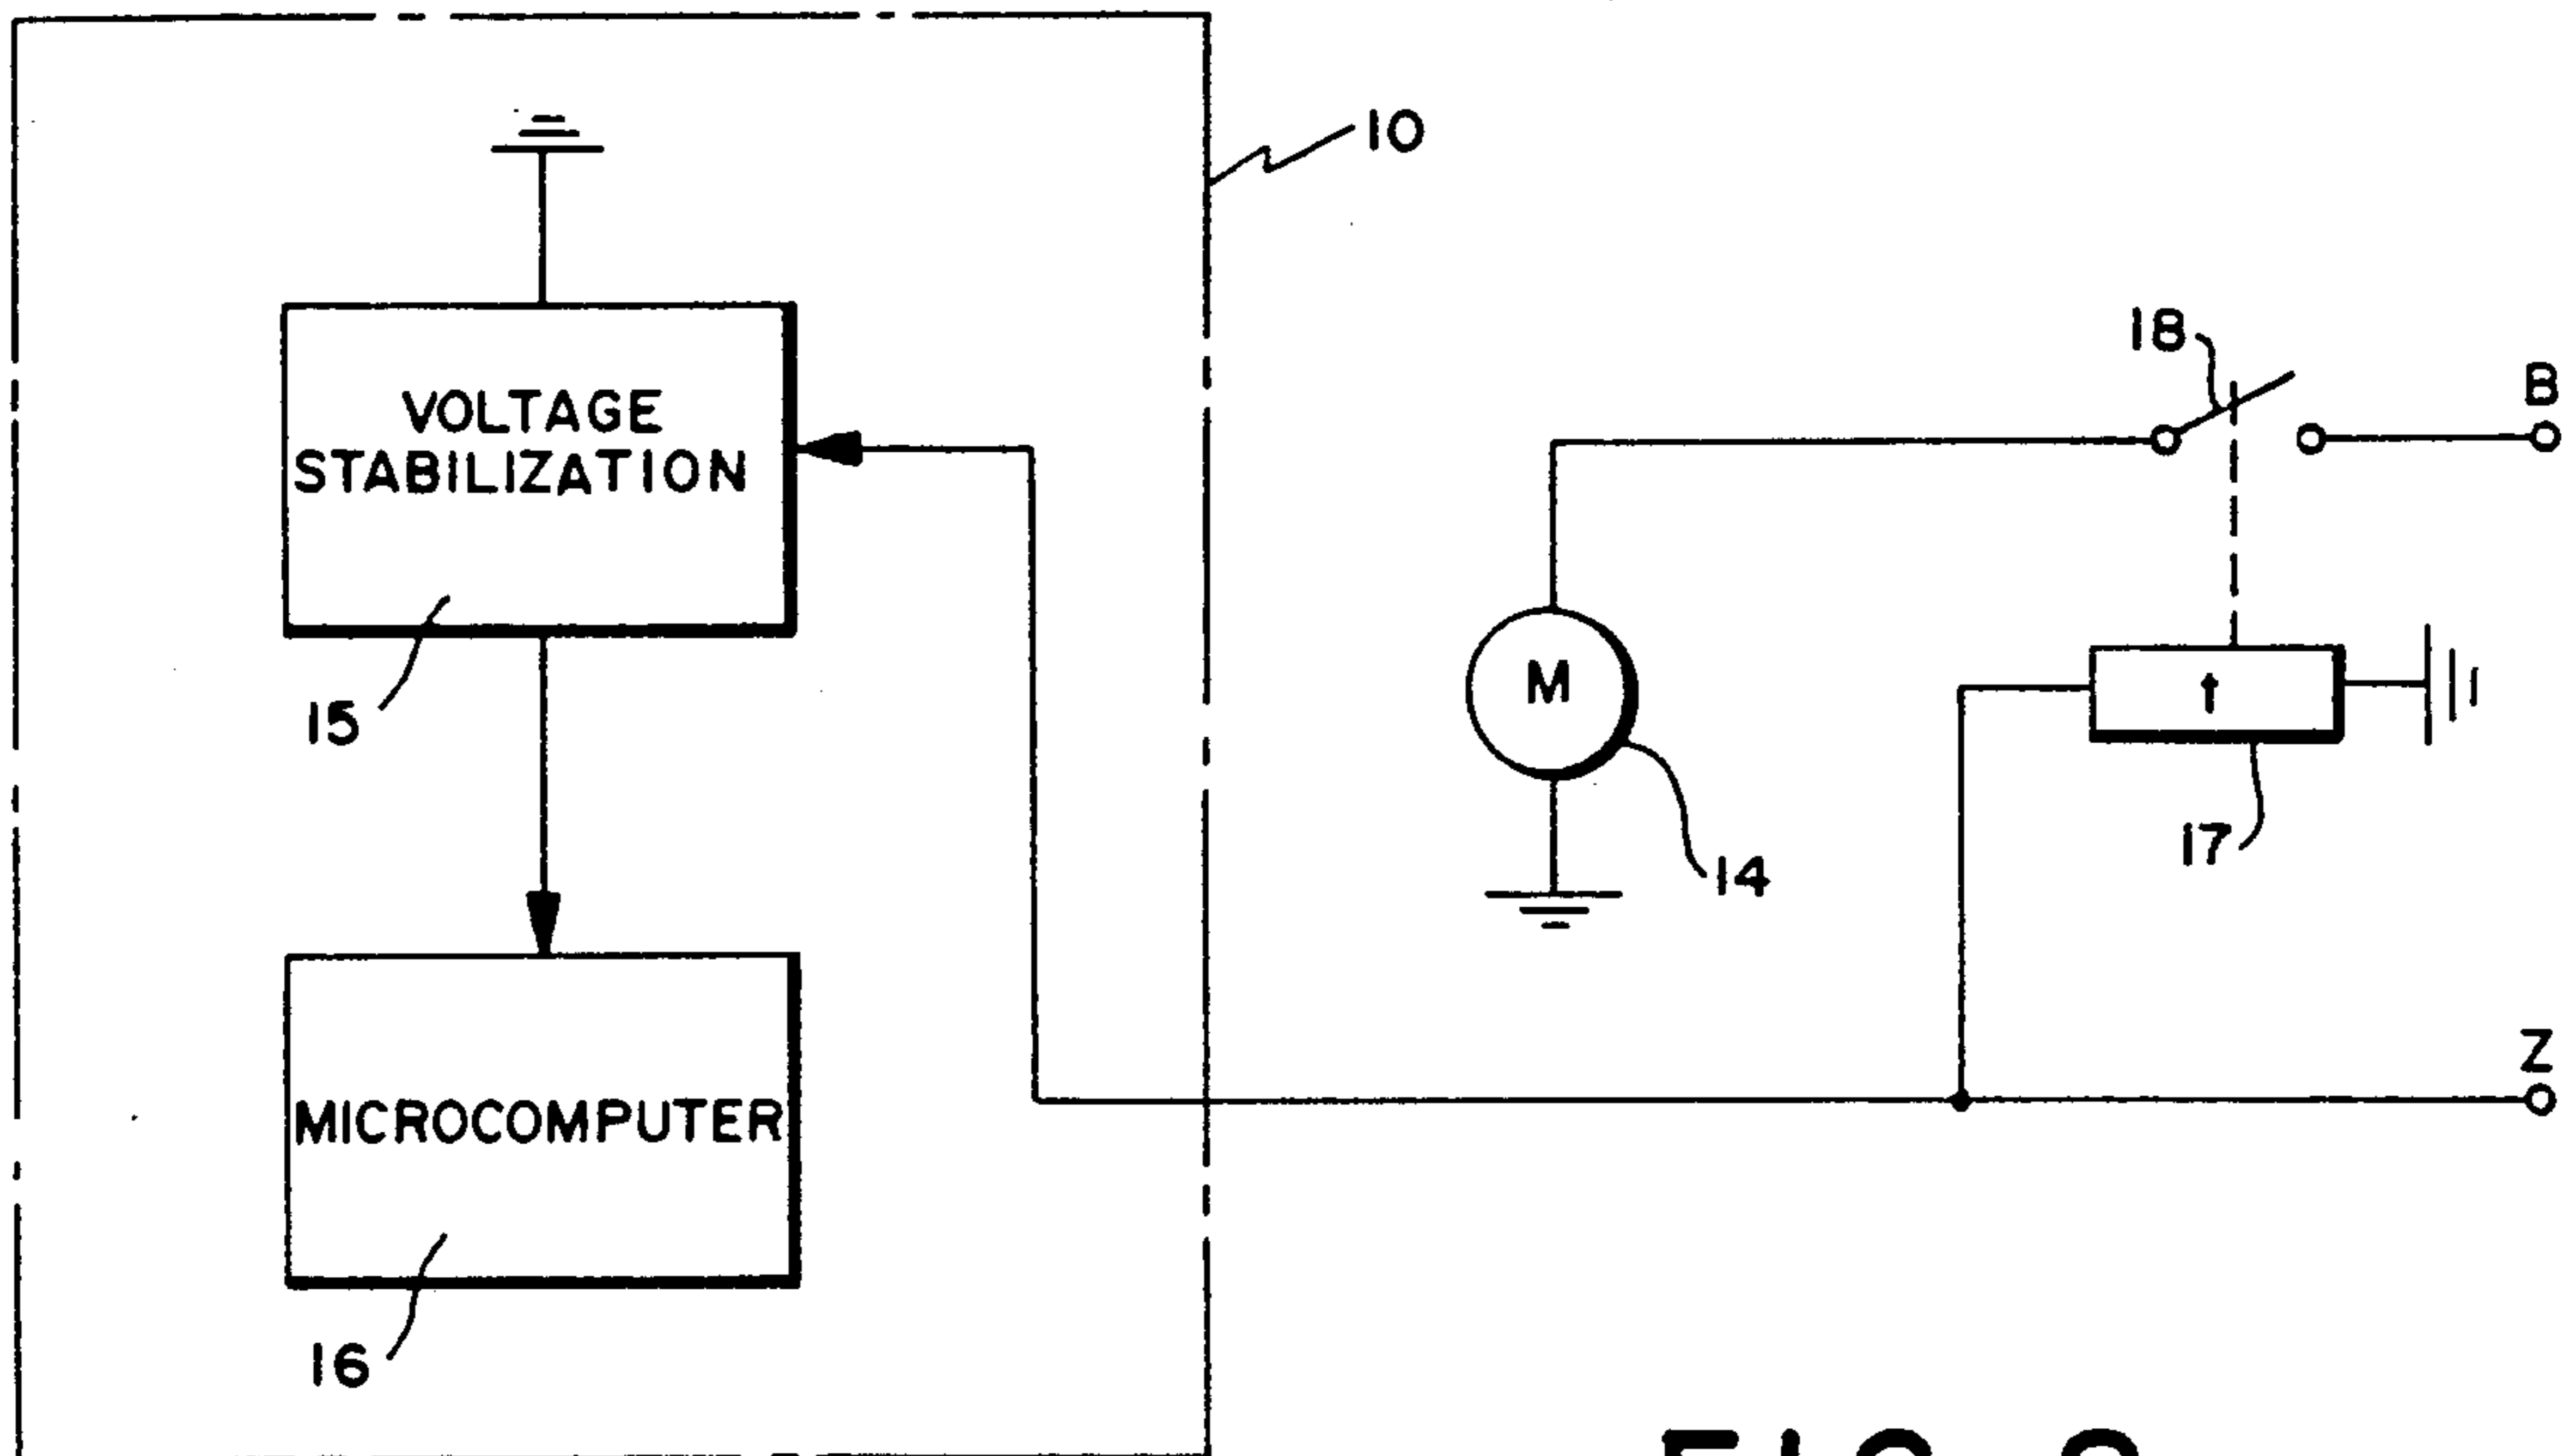 10
VOLTAGE
STABILIZATION
15
MICROCOMPUTER
16
18
B
M
14
t
17
Z